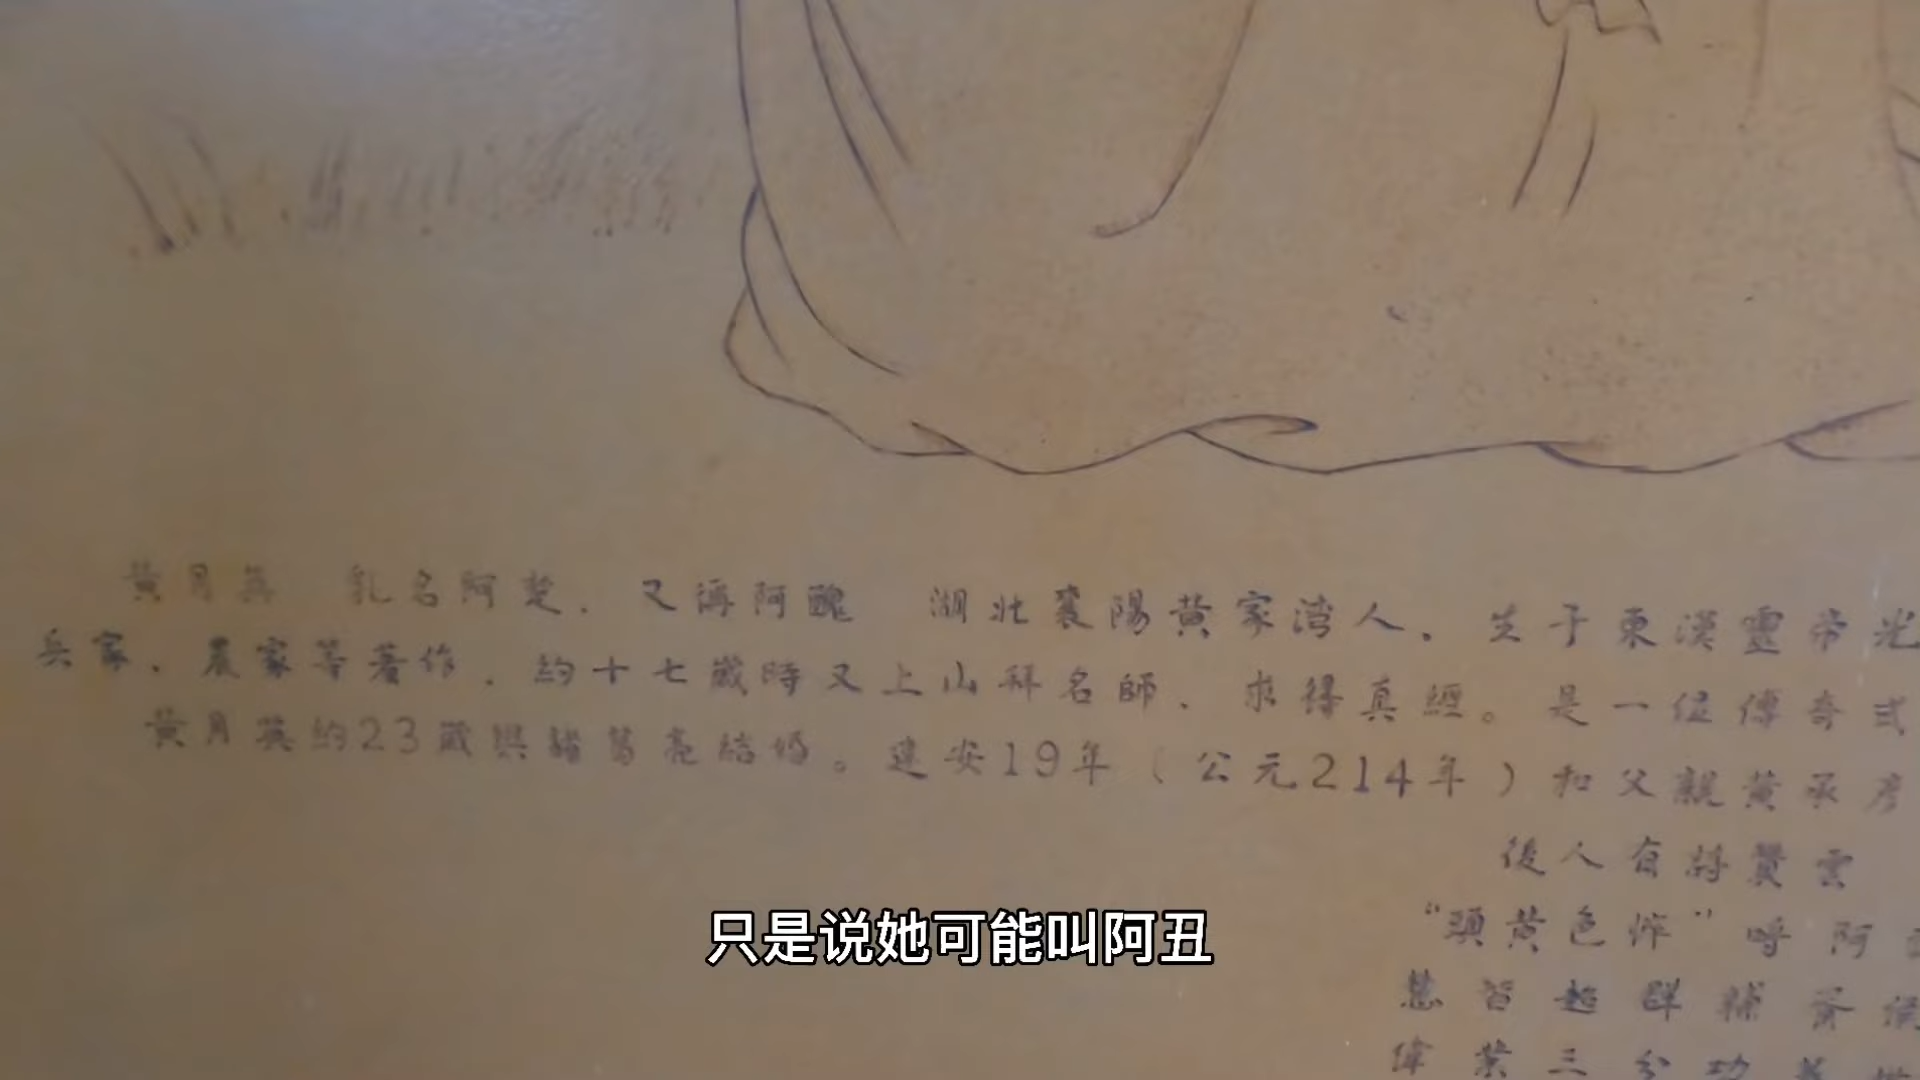 黄月英 乳名阿楚，又稱阿醜 湖北襄陽黄家湾人，生于東漢靈帝光
兵家，農家等著作，約十七歲時又上山拜名師，求得真經。是一位傳奇式
黄月英約23歲與諸葛亮結婚。建安19年（公元214年）和父親黄承彦
後人有詩贊雲
“頭黄色炸”呼阿
慧智超群輔
偉業三分功蓋
只是说她可能叫阿丑